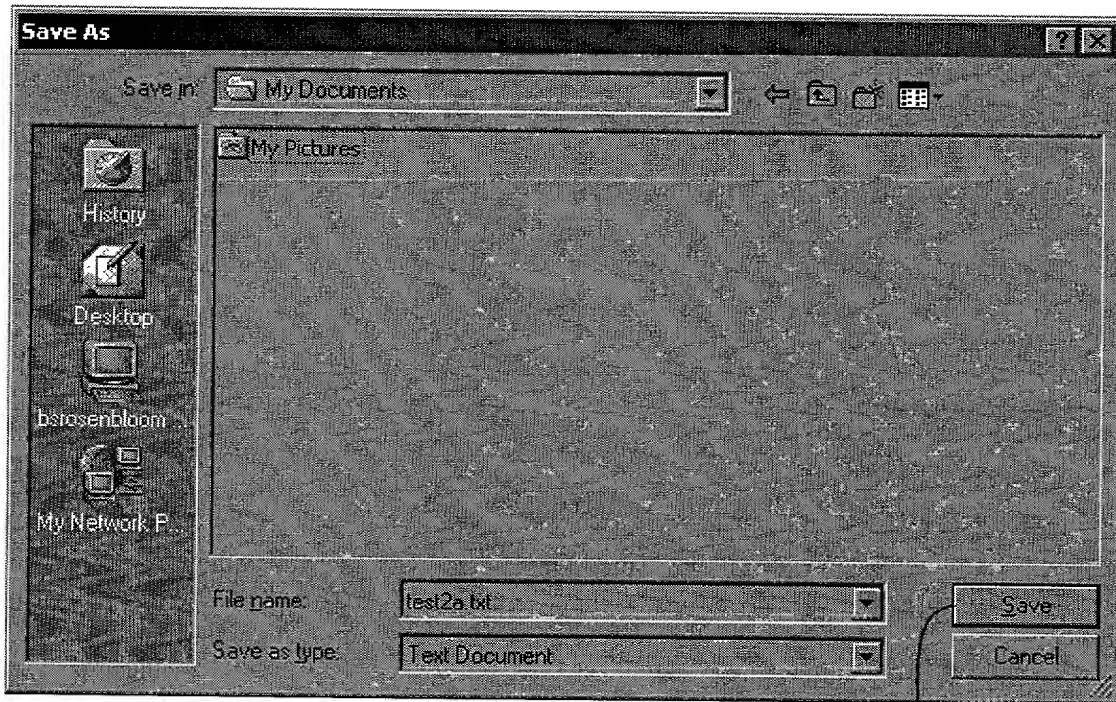 Save As
Save in: My Documents
My Pictures
History
Desktop
bsrosenbloom ...
My Network P...
File name: test2a.txt
Save
Save as type: Text Document
Cancel